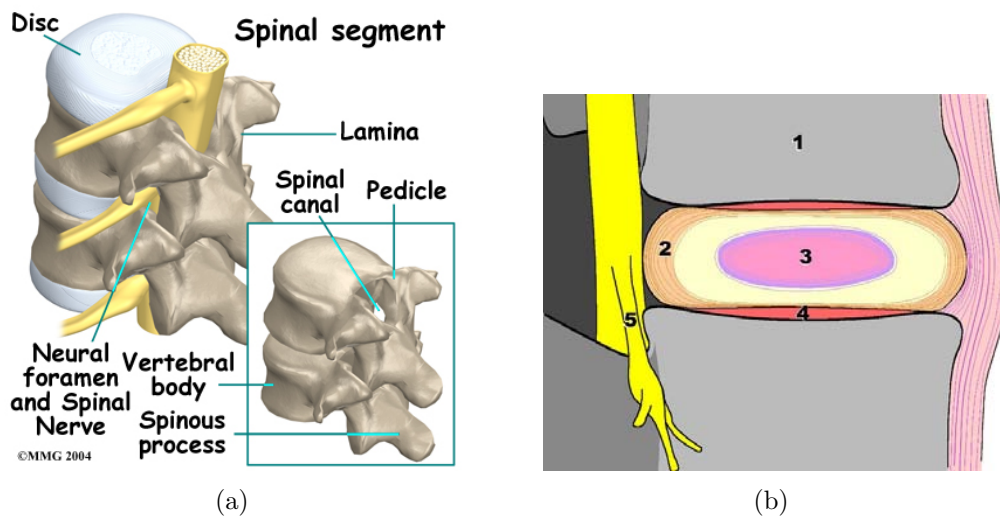 Disc
Spinal segment
Lamina
Spinal
canal
Pedicle
Neural
foramen
and Spinal
Nerve
Vertebral
body
Spinous
process
©MMG 2004
1
2
3
4
5
(a)
(b)